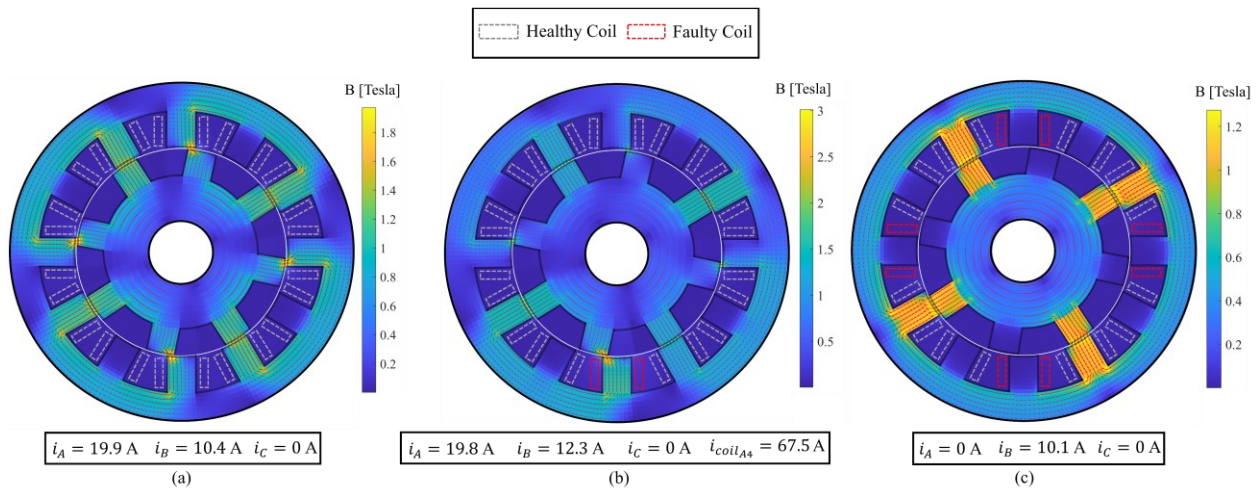 Healthy Coil Faulty Coil
B [Tesla]
1.8
1.6
1.4
1.2
1
0.8
0.6
0.4
0.2
i_A = 19.9 A i_B = 10.4 A i_C = 0 A
(a)
B [Tesla]
3
2.5
2
1.5
1
0.5
i_A = 19.8 A i_B = 12.3 A i_C = 0 A i_{coil_{A4}} = 67.5 A
(b)
B [Tesla]
1.2
1
0.8
0.6
0.4
0.2
i_A = 0 A i_B = 10.1 A i_C = 0 A
(c)